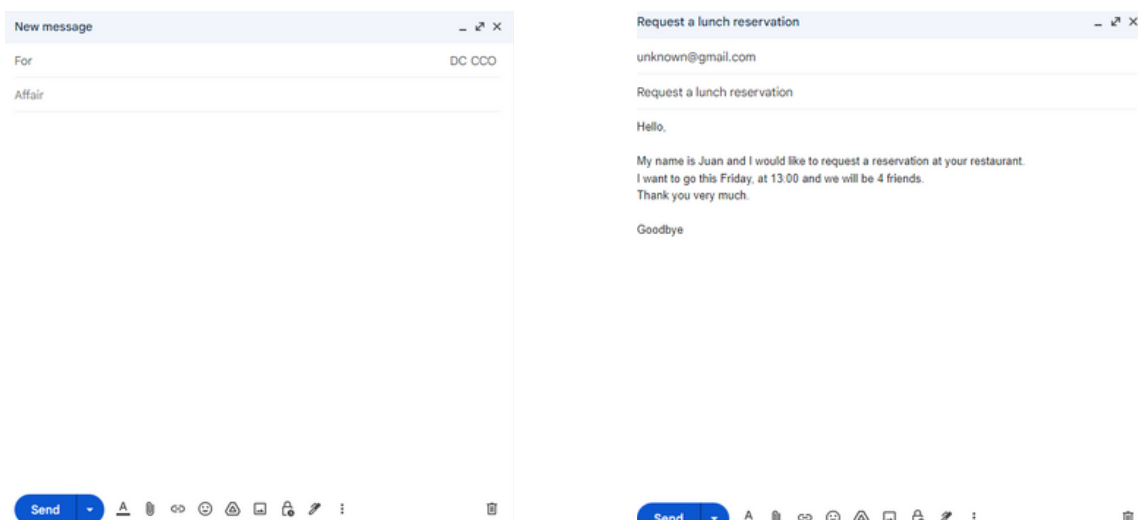 New message
For DC CCO
Affair
Send
Request a lunch reservation
unknown@gmail.com
Request a lunch reservation
Hello,
My name is Juan and I would like to request a reservation at your restaurant.
I want to go this Friday, at 13:00 and we will be 4 friends.
Thank you very much.
Goodbye
Send